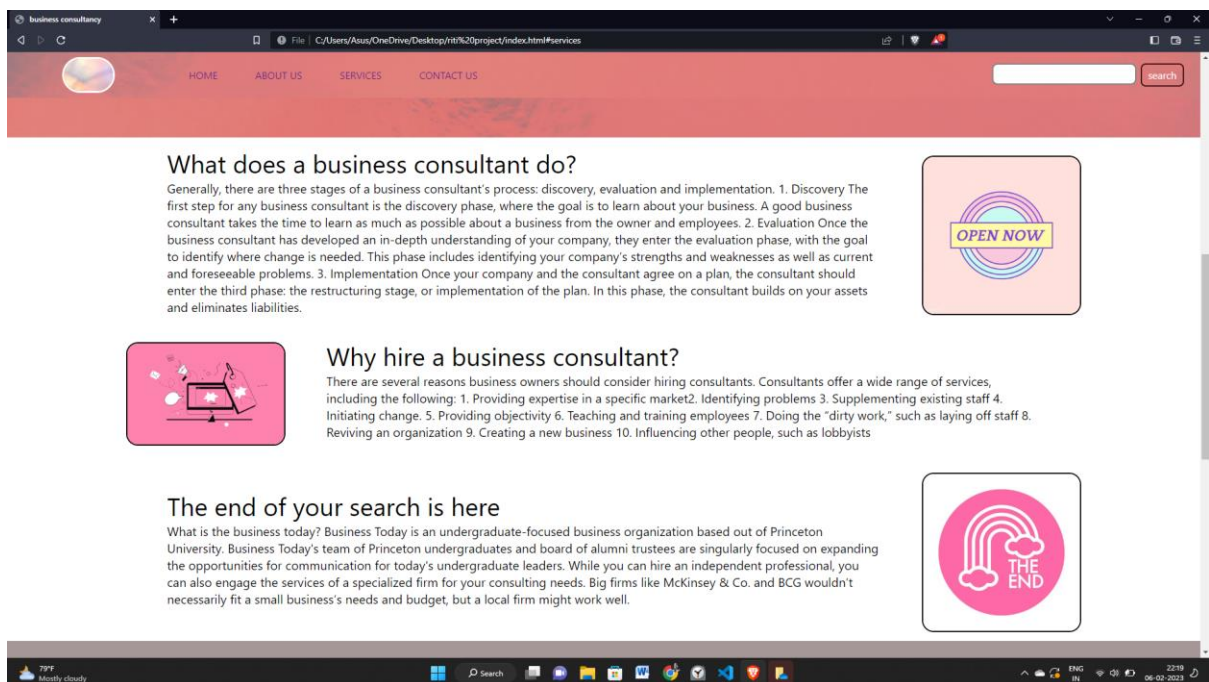 business consultancy
File C:/Users/Asus/OneDrive/Desktop/riti%20project/index.html#services
HOME ABOUT US SERVICES CONTACT US
search
What does a business consultant do?
Generally, there are three stages of a business consultant's process: discovery, evaluation and implementation. 1. Discovery The
first step for any business consultant is the discovery phase, where the goal is to learn about your business. A good business
consultant takes the time to learn as much as possible about a business from the owner and employees. 2. Evaluation Once the
business consultant has developed an in-depth understanding of your company, they enter the evaluation phase, with the goal
to identify where change is needed. This phase includes identifying your company's strengths and weaknesses as well as current
and foreseeable problems. 3. Implementation Once your company and the consultant agree on a plan, the consultant should
enter the third phase: the restructuring stage, or implementation of the plan. In this phase, the consultant builds on your assets
and eliminates liabilities.
OPEN NOW
Why hire a business consultant?
There are several reasons business owners should consider hiring consultants. Consultants offer a wide range of services,
including the following: 1. Providing expertise in a specific market2. Identifying problems 3. Supplementing existing staff 4.
Initiating change. 5. Providing objectivity 6. Teaching and training employees 7. Doing the “dirty work,” such as laying off staff 8.
Reviving an organization 9. Creating a new business 10. Influencing other people, such as lobbyists
The end of your search is here
What is the business today? Business Today is an undergraduate-focused business organization based out of Princeton
University. Business Today's team of Princeton undergraduates and board of alumni trustees are singularly focused on expanding
the opportunities for communication for today's undergraduate leaders. While you can hire an independent professional, you
can also engage the services of a specialized firm for your consulting needs. Big firms like McKinsey & Co. and BCG wouldn't
necessarily fit a small business's needs and budget, but a local firm might work well.
THE
END
79°F
Mostly cloudy
Search
ENG
IN
22:19
06-02-2023